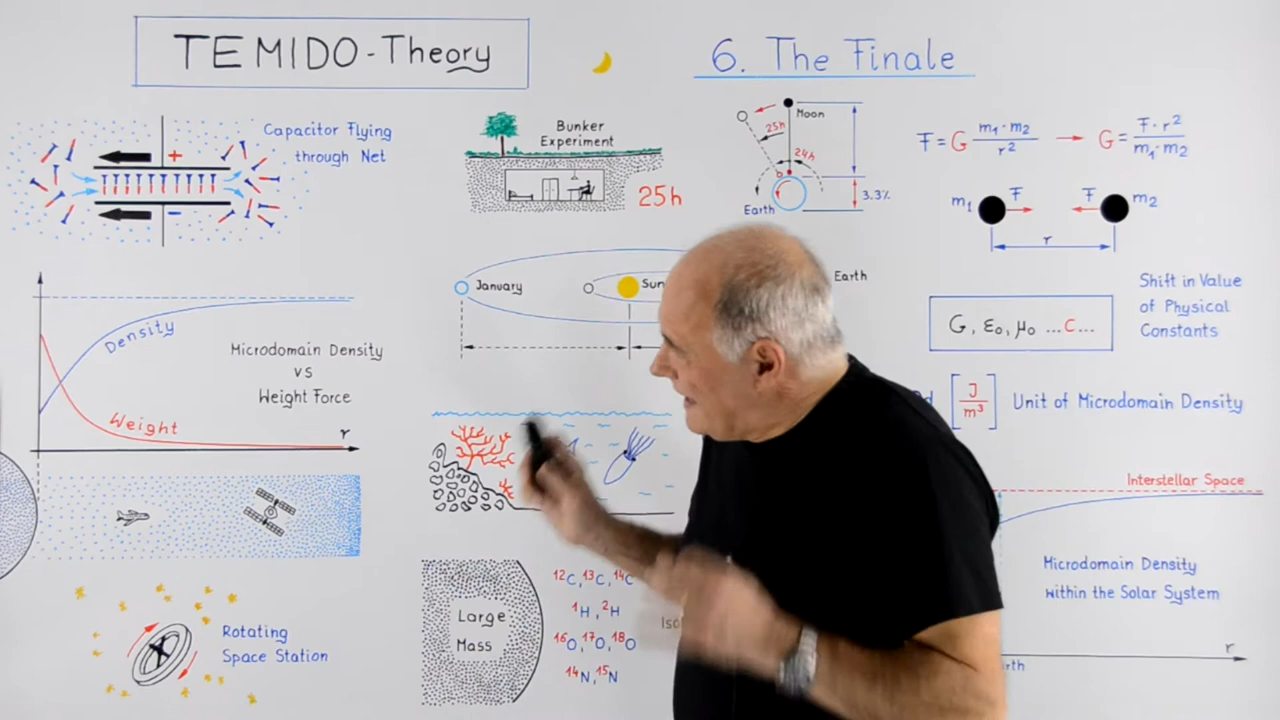 TEMIDO-Theory
6. The Finale
Capacitor Flying
through Net
+
-
Bunker
Experiment
25h
Moon
25h
24h
3.3%
Earth
F = G m₁·m₂ / r² → G = F·r² / m₁·m₂
m₁ F F m₂
r
Density
Weight
r
Microdomain Density
vs
Weight Force
January
Sun
Earth
G, ε₀, μ₀ ...c...
Shift in Value
of Physical
Constants
[J/m³] Unit of Microdomain Density
Rotating
Space Station
Large
Mass
¹²C, ¹³C, ¹⁴C
¹H, ²H
¹⁶O, ¹⁷O, ¹⁸O
¹⁴N, ¹⁵N
Interstellar Space
Microdomain Density
within the Solar System
r